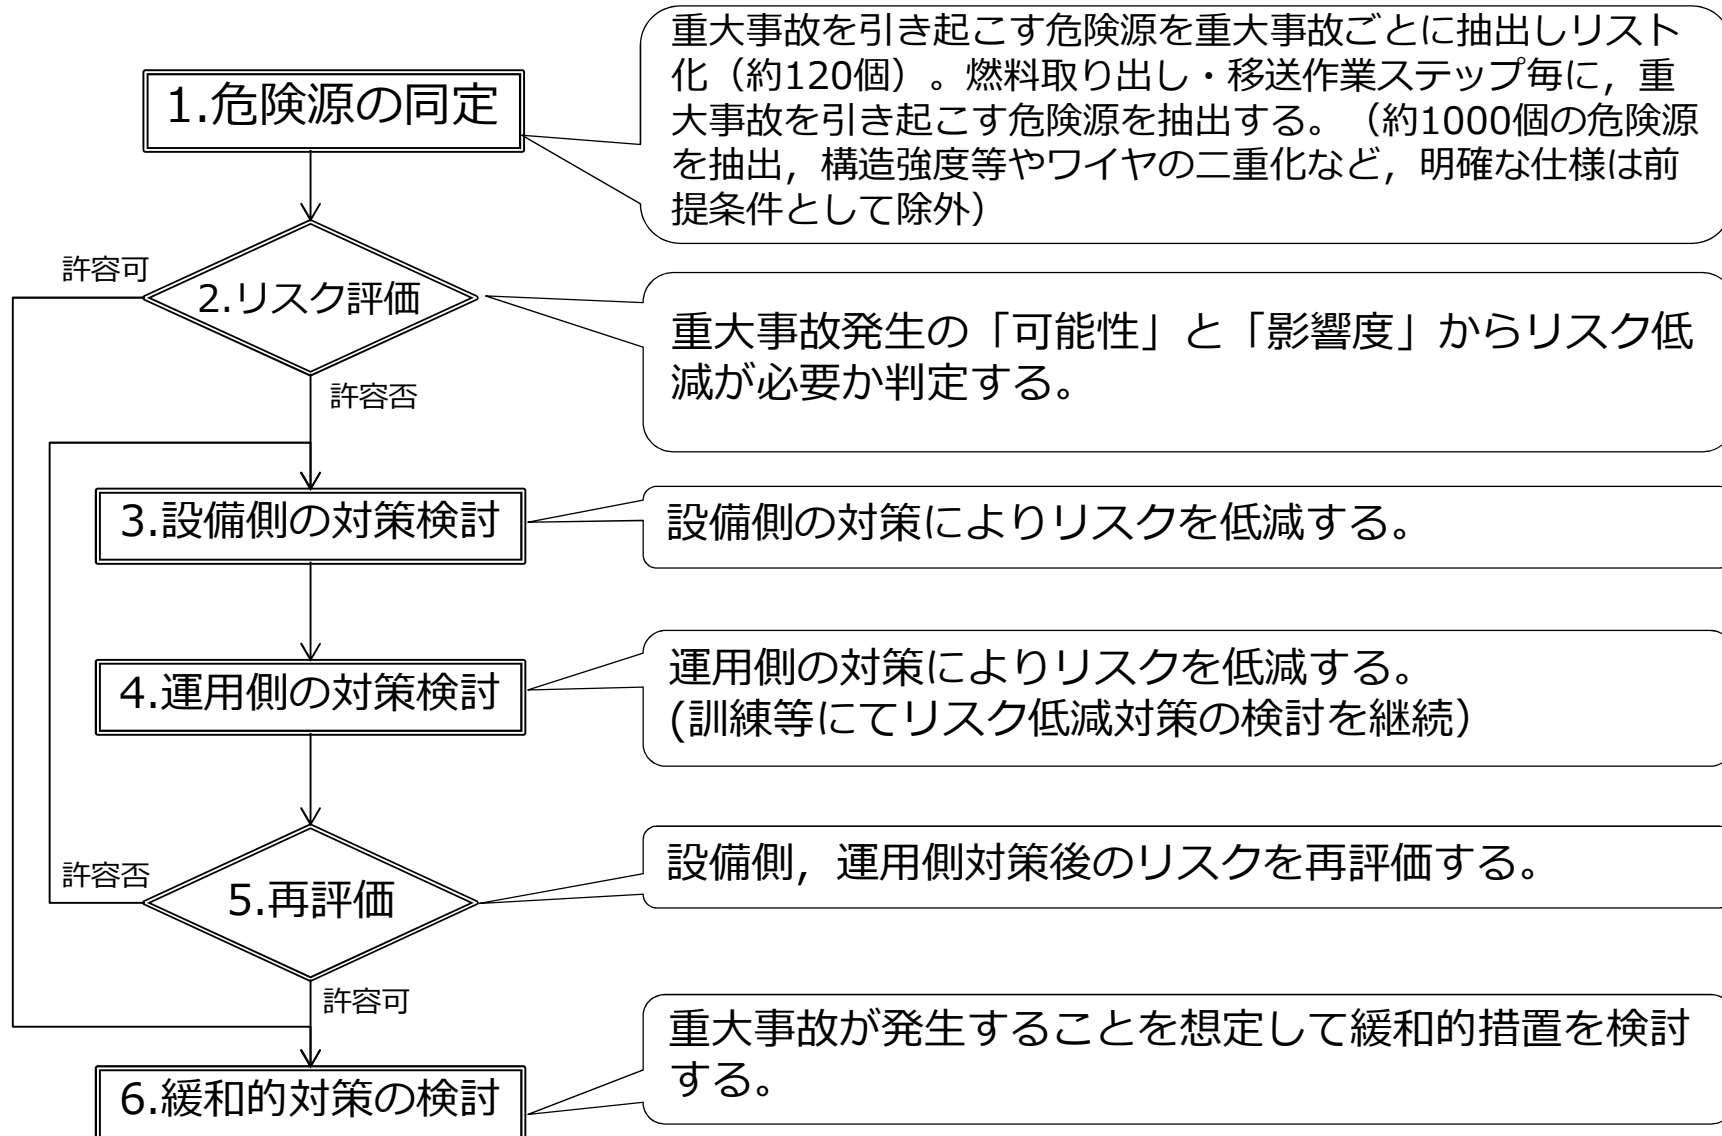 1.危険源の同定
重大事故を引き起こす危険源を重大事故ごとに抽出しリスト
化（約120個）。燃料取り出し・移送作業ステップ毎に，重
大事故を引き起こす危険源を抽出する。（約1000個の危険源
を抽出，構造強度等やワイヤの二重化など，明確な仕様は前
提条件として除外）
許容可
2.リスク評価
重大事故発生の「可能性」と「影響度」からリスク低
減が必要か判定する。
許容否
3.設備側の対策検討
設備側の対策によりリスクを低減する。
4.運用側の対策検討
運用側の対策によりリスクを低減する。
(訓練等にてリスク低減対策の検討を継続）
許容否
5.再評価
設備側，運用側対策後のリスクを再評価する。
許容可
6.緩和的対策の検討
重大事故が発生することを想定して緩和的措置を検討
する。